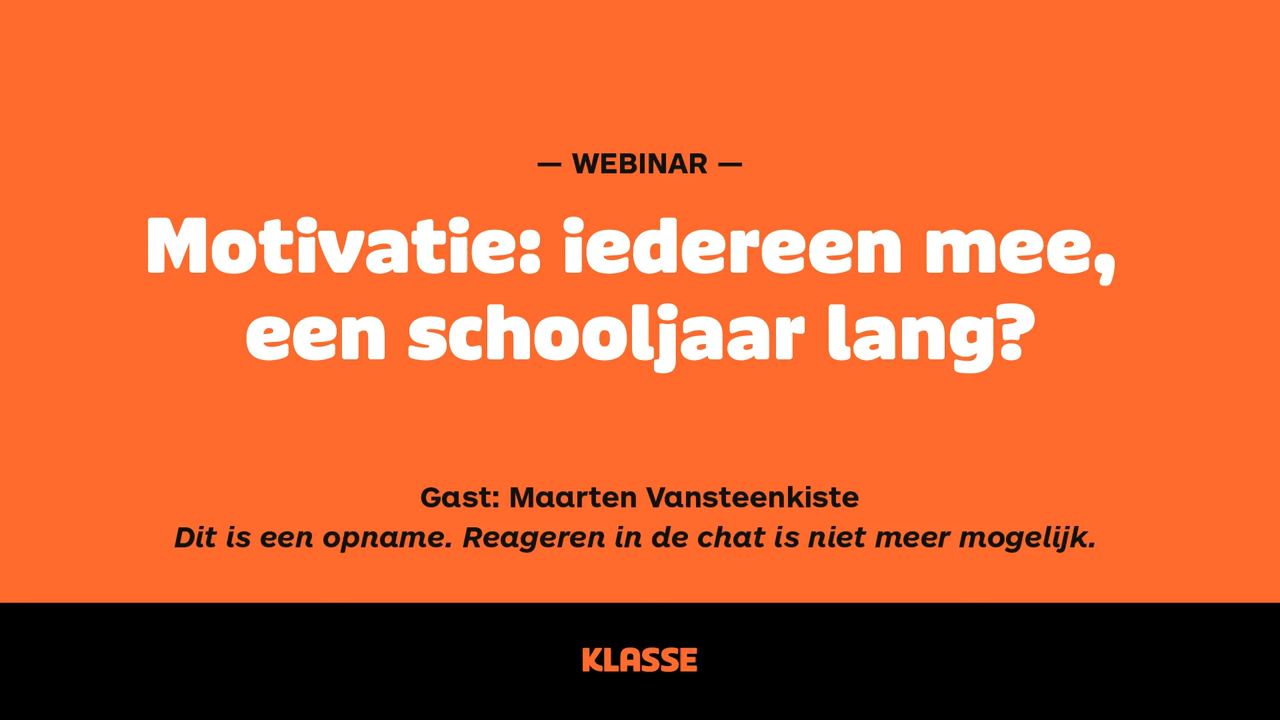 — WEBINAR —
Motivatie: iedereen mee,
een schooljaar lang?
Gast: Maarten Vansteenkiste
Dit is een opname. Reageren in de chat is niet meer mogelijk.
KLASSE